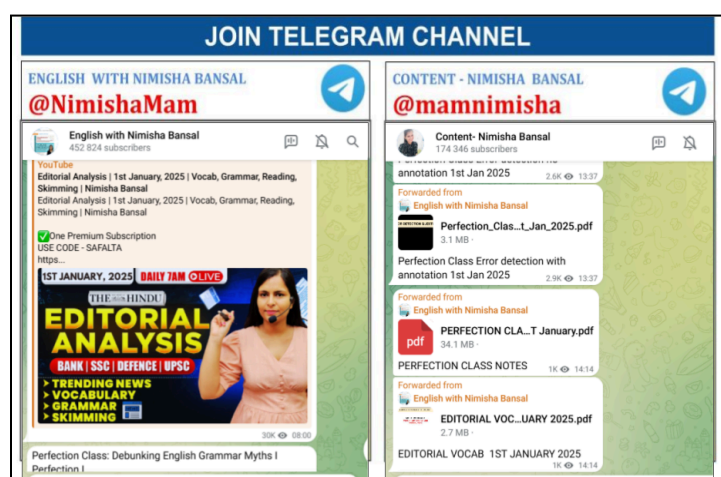 JOIN TELEGRAM CHANNEL
ENGLISH WITH NIMISHA BANSAL
@NimishaMam
English with Nimisha Bansal
452 824 subscribers
YouTube
Editorial Analysis | 1st January, 2025 | Vocab, Grammar, Reading,
Skimming | Nimisha Bansal
Editorial Analysis | 1st January, 2025 | Vocab, Grammar, Reading,
Skimming | Nimisha Bansal
✅One Premium Subscription
USE CODE - SAFALTA
https...
1ST JANUARY, 2025 DAILY 7AM LIVE
THE HINDU
EDITORIAL
ANALYSIS
BANK | SSC | DEFENCE | UPSC
> TRENDING NEWS
> VOCABULARY
> GRAMMAR
> SKIMMING
30K 08:00
Perfection Class: Debunking English Grammar Myths I
Perfection I
CONTENT - NIMISHA BANSAL
@mamnimisha
Content- Nimisha Bansal
174 346 subscribers
Perfection Class Error detection no
annotation 1st Jan 2025
2.6K 13:37
Forwarded from
English with Nimisha Bansal
Perfection_Clas...t_Jan_2025.pdf
3.1 MB ·
Perfection Class Error detection with
annotation 1st Jan 2025
2.9K 13:37
Forwarded from
English with Nimisha Bansal
pdf
PERFECTION CLA...T January.pdf
34.1 MB ·
PERFECTION CLASS NOTES
1K 14:14
Forwarded from
English with Nimisha Bansal
EDITORIAL VOC...UARY 2025.pdf
2.7 MB ·
EDITORIAL VOCAB 1ST JANUARY 2025
1K 14:14